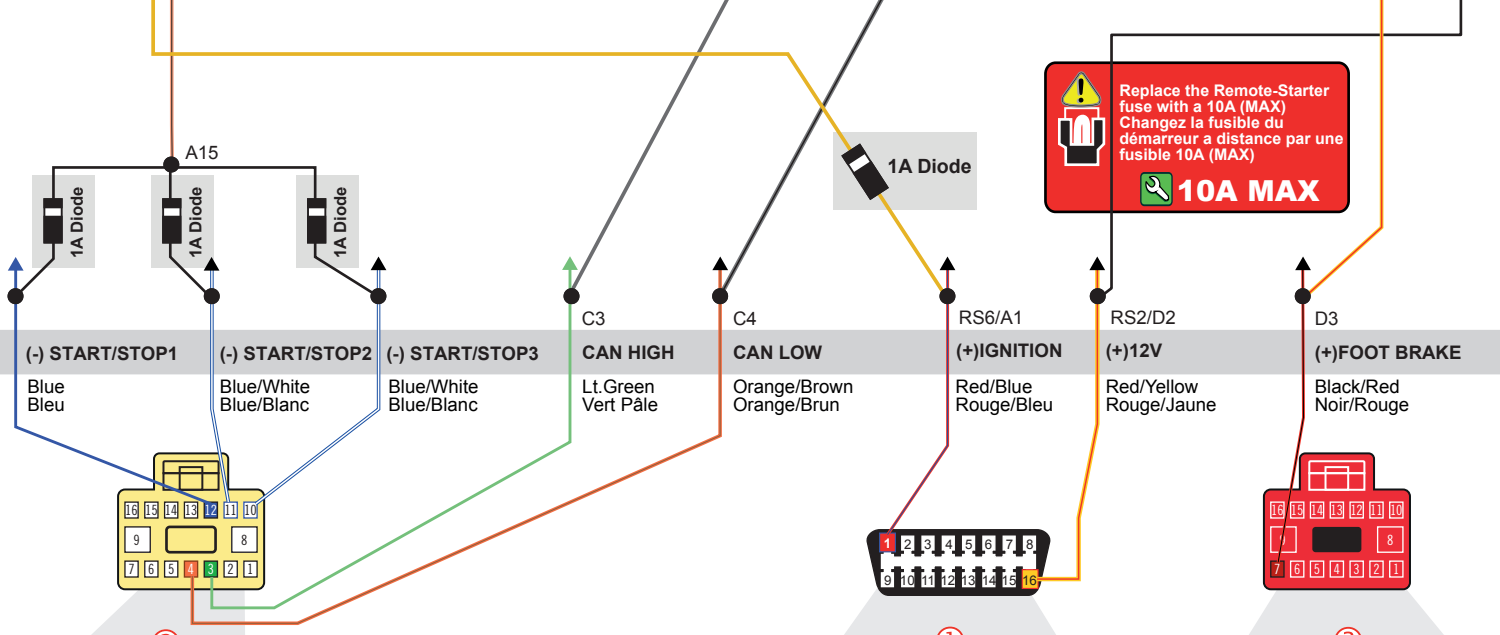 Replace the Remote-Starter
fuse with a 10A (MAX)
Changez la fusible du
démarreur a distance par une
fusible 10A (MAX)
10A MAX
A15
1A Diode
1A Diode
1A Diode
1A Diode
C3
C4
RS6/A1
RS2/D2
D3
(-) START/STOP1
(-) START/STOP2
(-) START/STOP3
CAN HIGH
CAN LOW
(+)IGNITION
(+)12V
(+)FOOT BRAKE
Blue
Bleu
Blue/White
Blue/Blanc
Blue/White
Blue/Blanc
Lt.Green
Vert Pâle
Orange/Brown
Orange/Brun
Red/Blue
Rouge/Bleu
Red/Yellow
Rouge/Jaune
Black/Red
Noir/Rouge
16 15 14 13 12 11 10
9 8
7 6 5 4 3 2 1
1 2 3 4 5 6 7 8
9 10 11 12 13 14 15 16
16 15 14 13 12 11 10
9 8
7 6 5 4 3 2 1